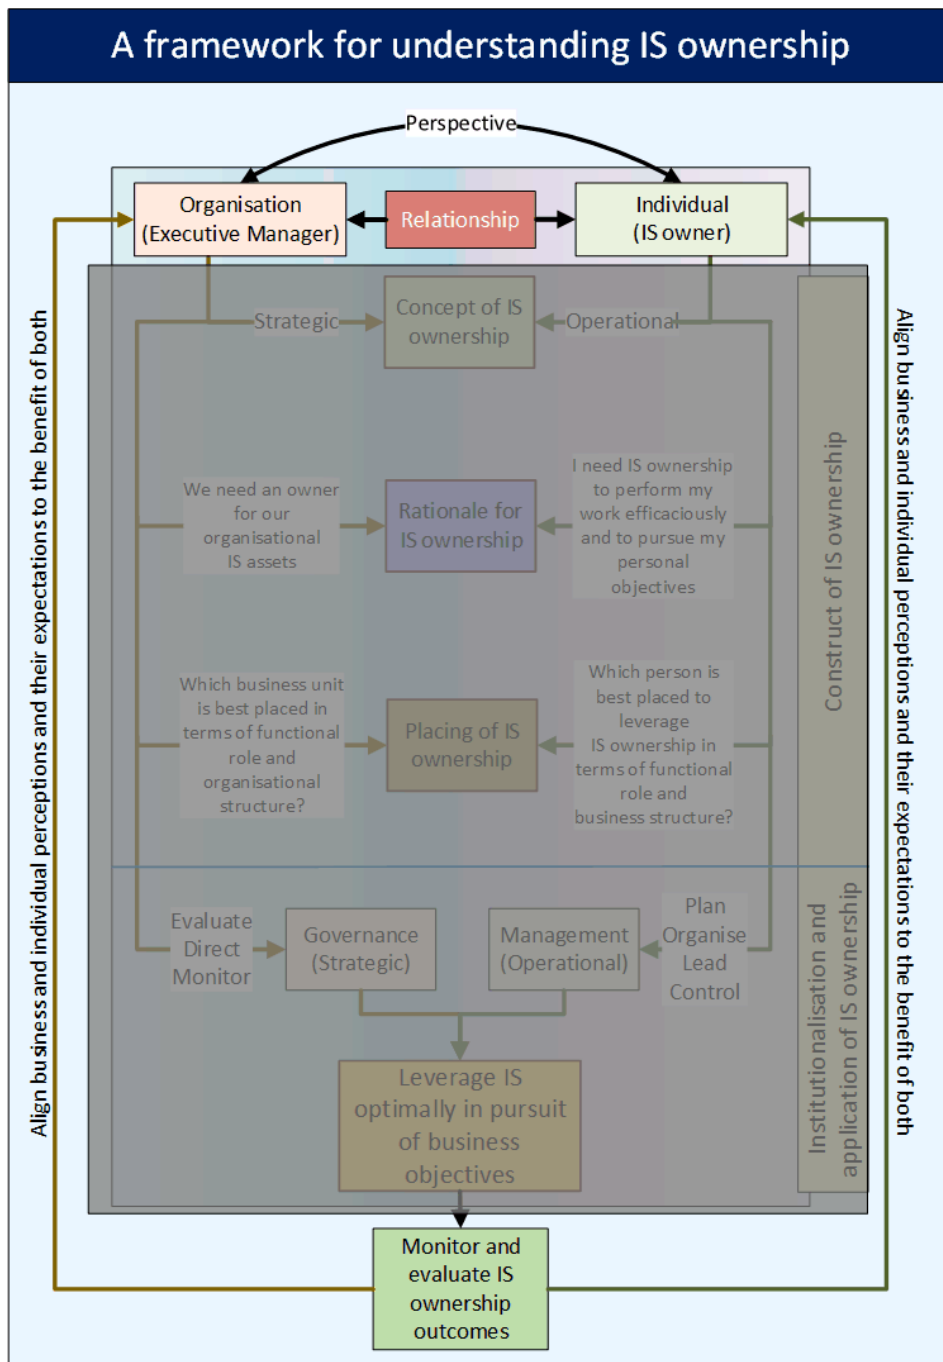 A framework for understanding IS ownership
Perspective
Organisation
(Executive Manager)
Relationship
Individual
(IS owner)
Strategic
Concept of IS
ownership
Operational
We need an owner
for our
organisational
IS assets
Rationale for
IS ownership
I need IS ownership
to perform my
work efficaciously
and to pursue my
personal
objectives
Which business unit
is best placed in
terms of functional
role and
organisational
structure?
Placing of IS
ownership
Which person is
best placed to
leverage
IS ownership in
terms of functional
role and
business structure?
Construct of IS ownership
Evaluate
Direct
Monitor
Governance
(Strategic)
Management
(Operational)
Plan
Organise
Lead
Control
Institutionalisation and
application of IS ownership
Leverage IS
optimally in pursuit
of business
objectives
Monitor and
evaluate IS
ownership
outcomes
Align business and individual perceptions and their expectations to the benefit of both
Align business and individual perceptions and their expectations to the benefit of both